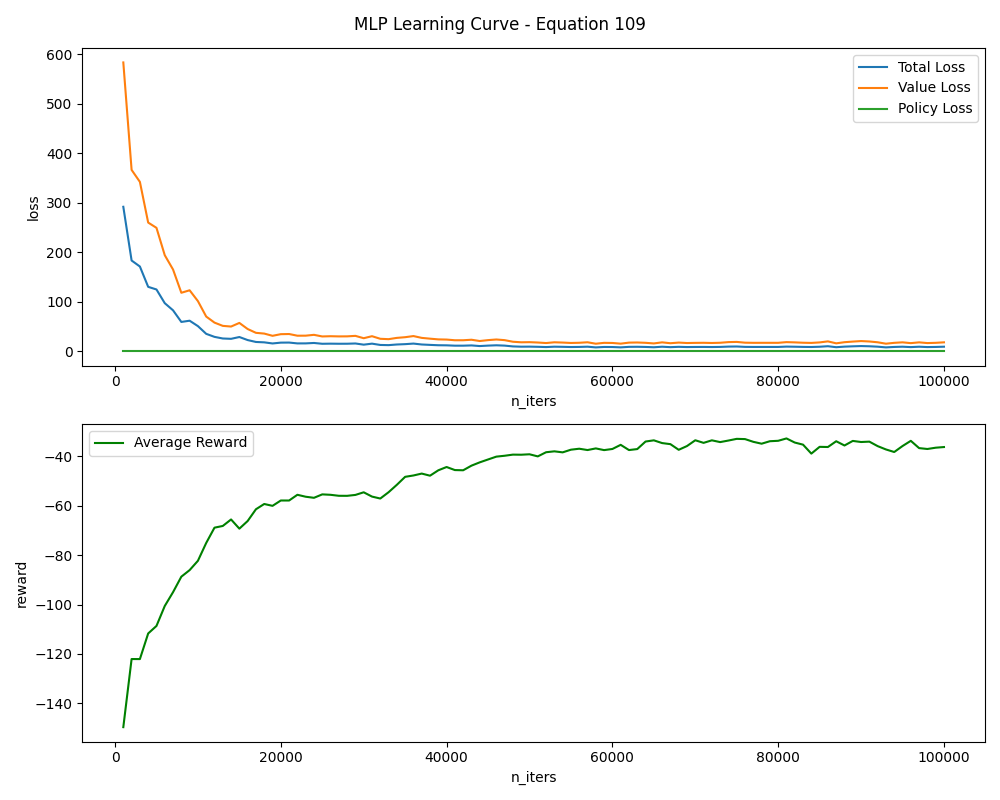 MLP Learning Curve - Equation 109
600
500
400
300
200
100
0
loss
Total Loss
Value Loss
Policy Loss
0 20000 40000 60000 80000 100000
n_iters
−40
−60
−80
−100
−120
−140
reward
Average Reward
0 20000 40000 60000 80000 100000
n_iters